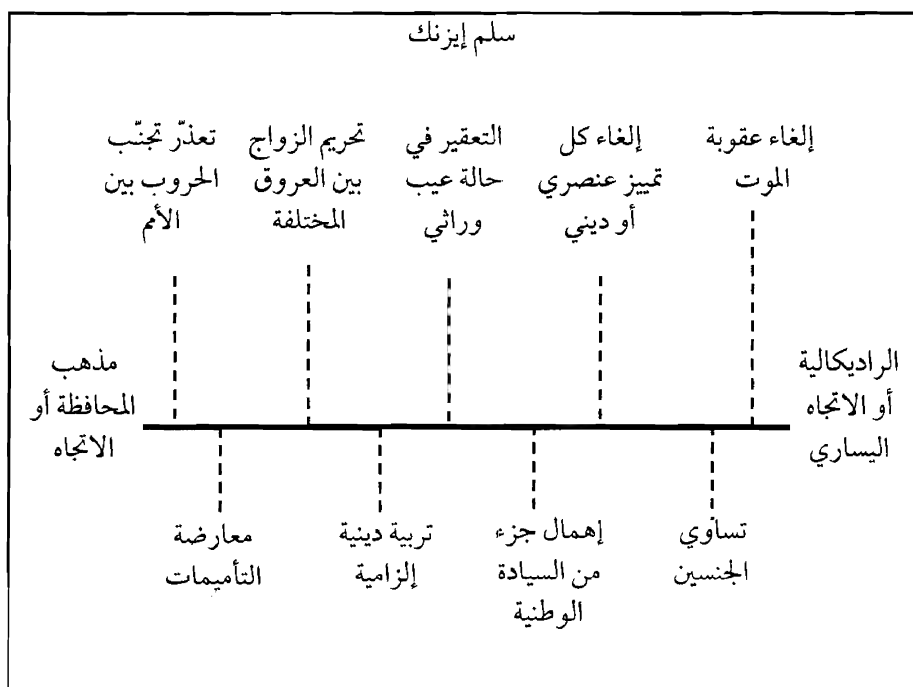 سلم إيزنك
إلغاء عقوبة
الموت
إلغاء كل
تمييز عنصري
أو ديني
التعقير في
حالة عيب
وراثي
تحريم الزواج
بين العروق
المختلفة
تعذّر تجنّب
الحروب بين
الأمم
الراديكالية
أو الاتجاه
اليساري
مذهب
المحافظة أو
الاتجاه
تساوي
الجنسين
إهمال جزء
من السيادة
الوطنية
تربية دينية
إلزامية
معارضة
التأميمات